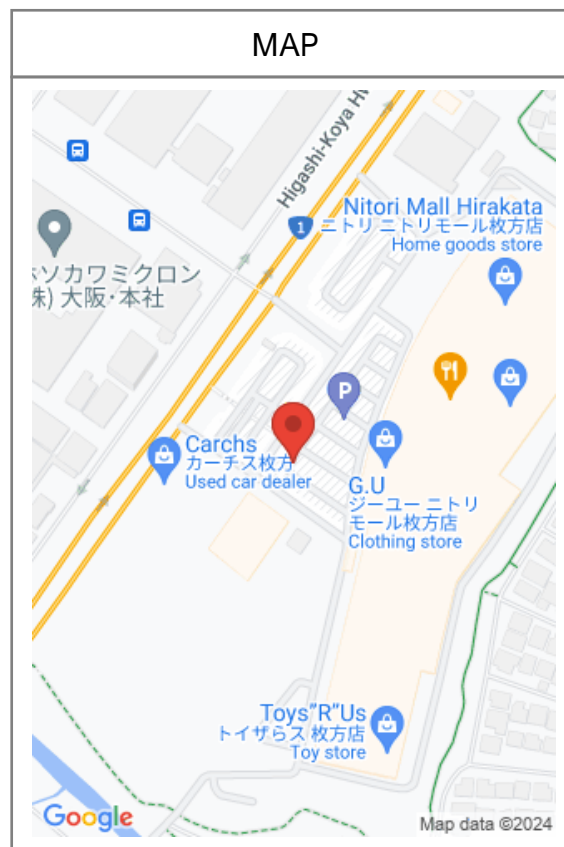 MAP
Higashi-Koya
1
Nitori Mall Hirakata
ニトリ ニトリモール枚方店
Home goods store
ホソカワミクロン
(株) 大阪・本社
P
Carchs
カーチス枚方
Used car dealer
G.U
ジーユー ニトリ
モール枚方店
Clothing store
Toys”R”Us
トイザらス 枚方店
Toy store
Google
Map data ©2024